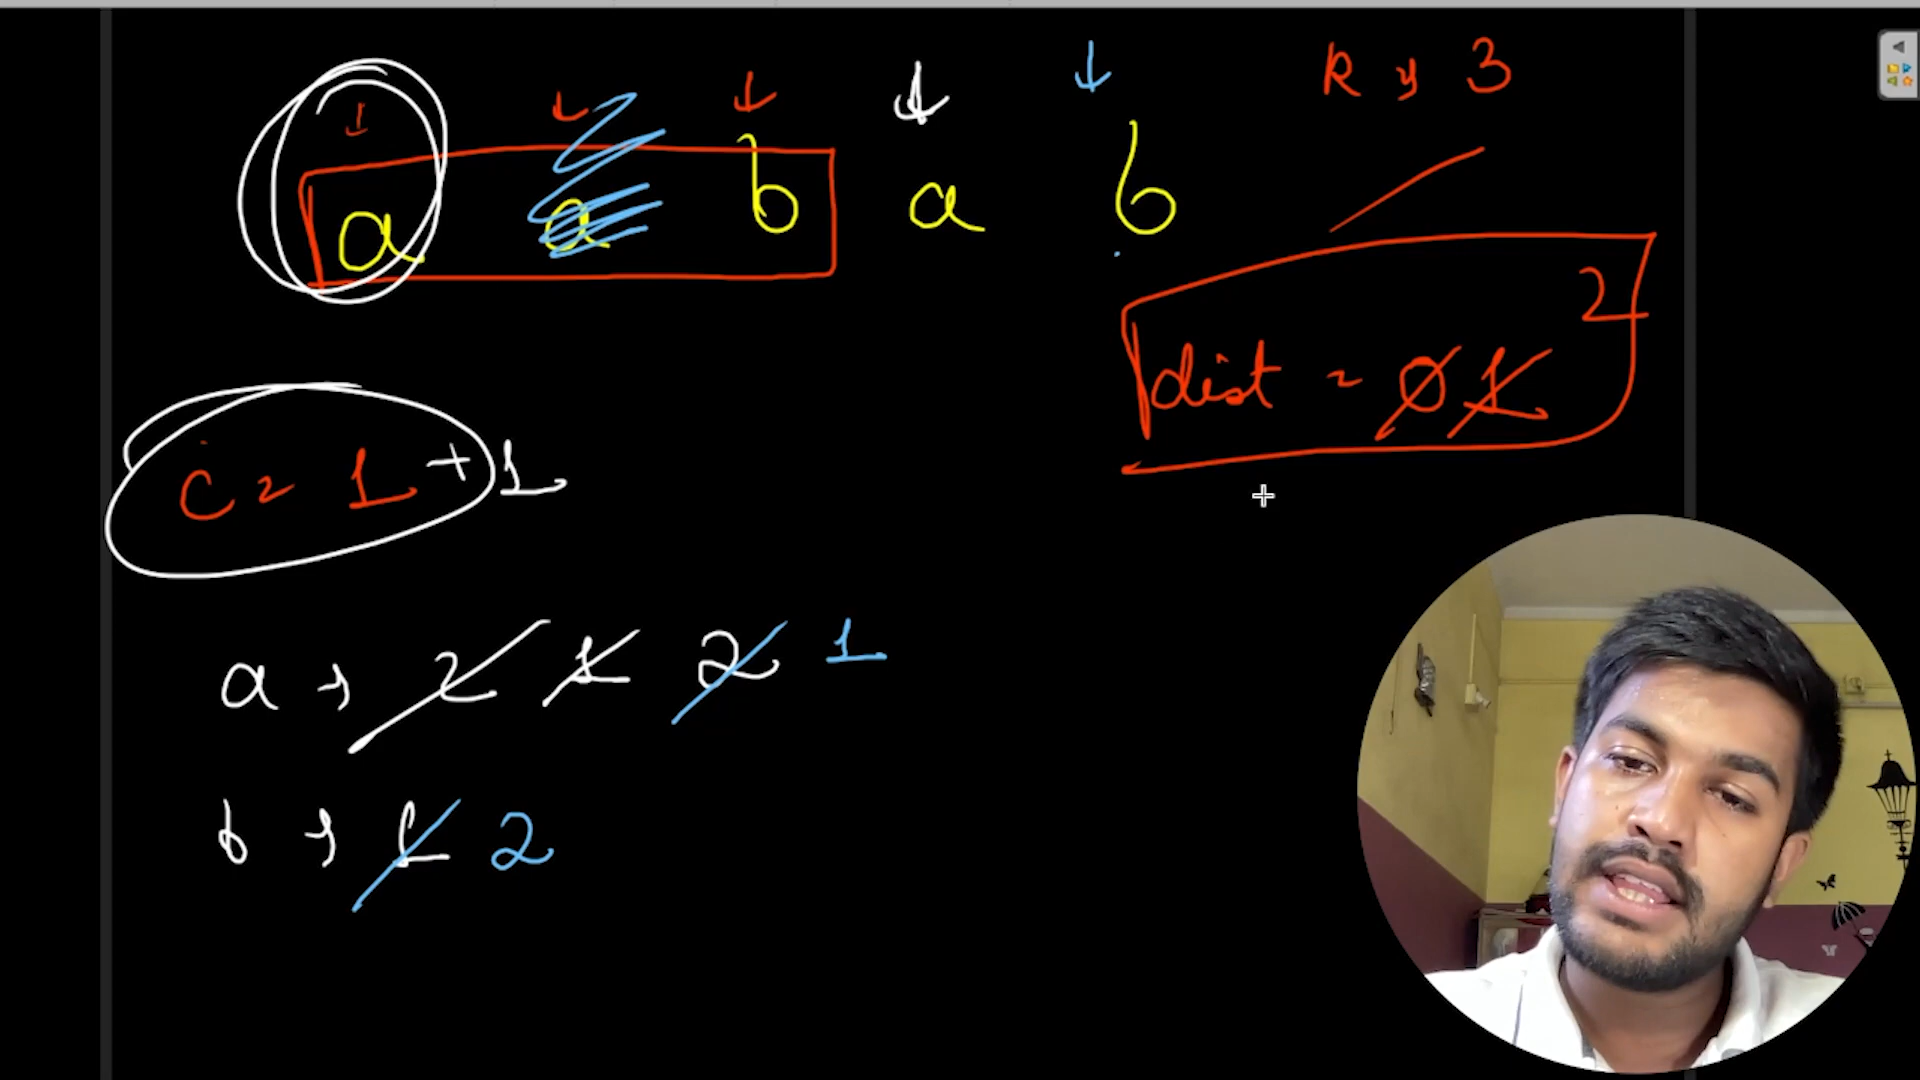 a a b a b
k → 3
2
dist = 0 1
c = 1 + 1
a → 2 1 2 1
b → 1 2